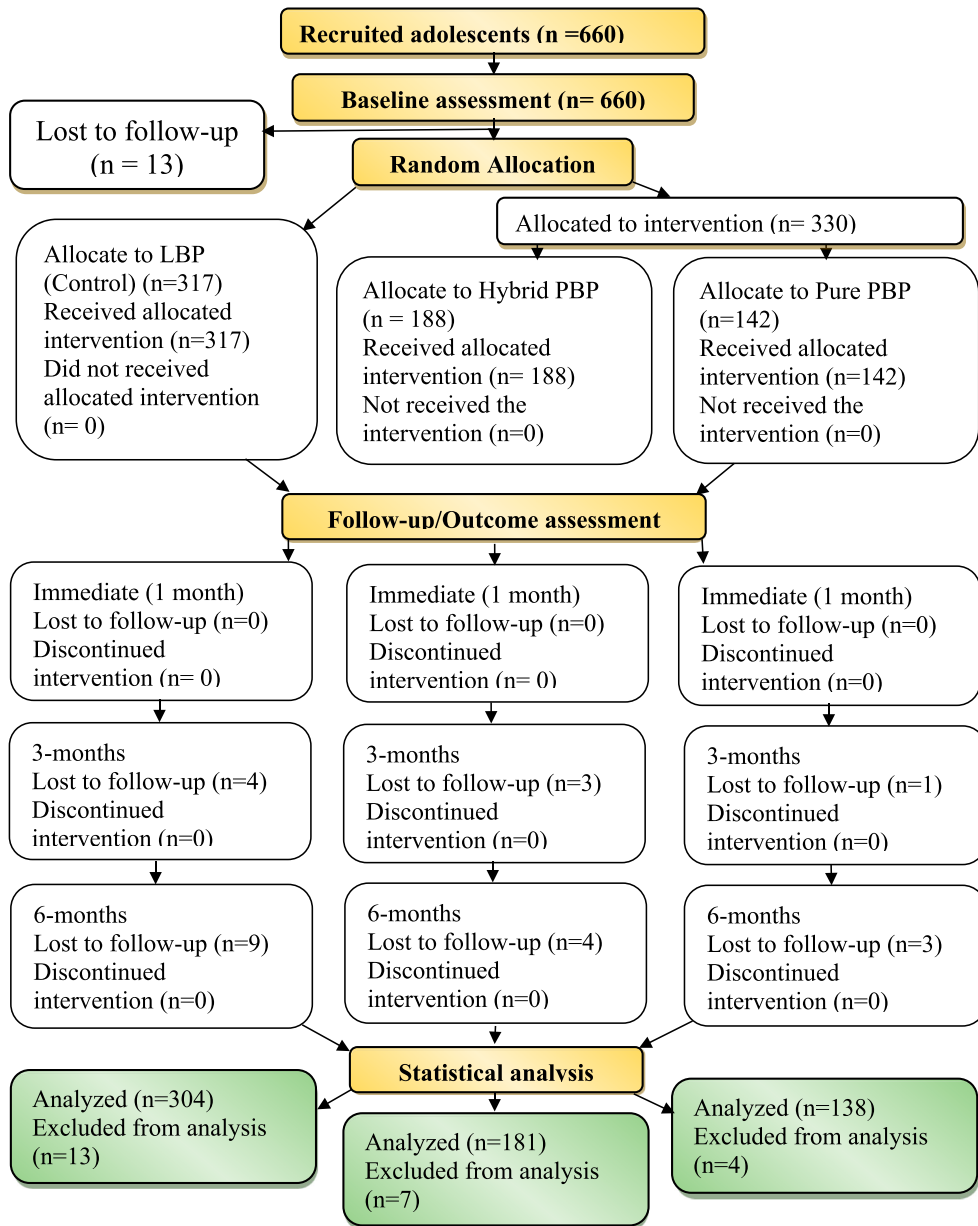 Recruited adolescents (n =660)
Baseline assessment (n= 660)
Lost to follow-up
(n = 13)
Random Allocation
Allocated to intervention (n= 330)
Allocate to LBP
(Control) (n=317)
Received allocated
intervention (n=317)
Did not received
allocated intervention
(n= 0)
Allocate to Hybrid PBP
(n = 188)
Received allocated
intervention (n= 188)
Not received the
intervention (n=0)
Allocate to Pure PBP
(n=142)
Received allocated
intervention (n=142)
Not received the
intervention (n=0)
Follow-up/Outcome assessment
Immediate (1 month)
Lost to follow-up (n=0)
Discontinued
intervention (n= 0)
Immediate (1 month)
Lost to follow-up (n=0)
Discontinued
intervention (n= 0)
Immediate (1 month)
Lost to follow-up (n=0)
Discontinued
intervention (n=0)
3-months
Lost to follow-up (n=4)
Discontinued
intervention (n=0)
3-months
Lost to follow-up (n=3)
Discontinued
intervention (n=0)
3-months
Lost to follow-up (n=1)
Discontinued
intervention (n=0)
6-months
Lost to follow-up (n=9)
Discontinued
intervention (n=0)
6-months
Lost to follow-up (n=4)
Discontinued
intervention (n=0)
6-months
Lost to follow-up (n=3)
Discontinued
intervention (n=0)
Statistical analysis
Analyzed (n=304)
Excluded from analysis
(n=13)
Analyzed (n=181)
Excluded from analysis
(n=7)
Analyzed (n=138)
Excluded from analysis
(n=4)